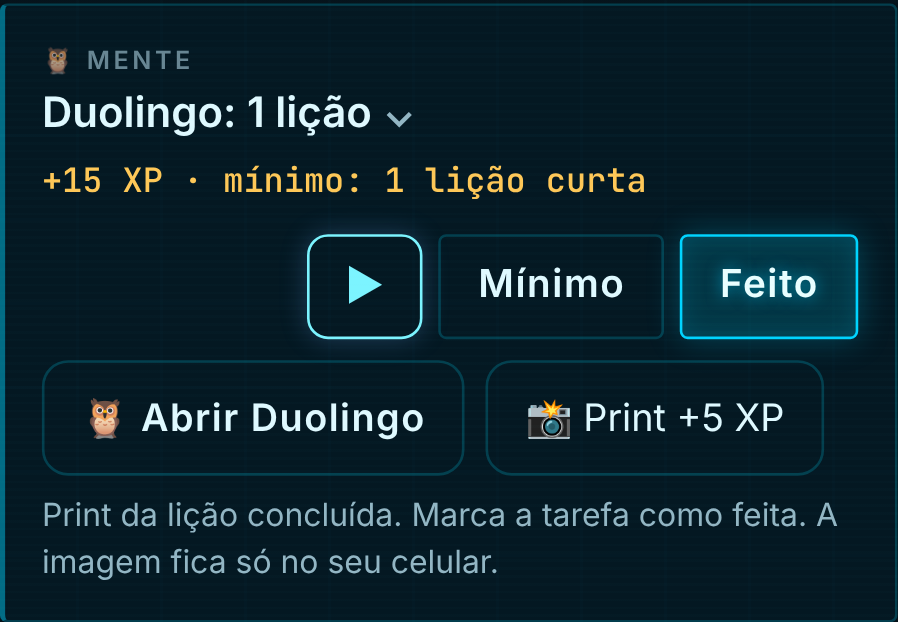 MENTE
Duolingo: 1 lição
+15 XP · mínimo: 1 lição curta
Mínimo
Feito
Abrir Duolingo
Print +5 XP
Print da lição concluída. Marca a tarefa como feita. A
imagem fica só no seu celular.